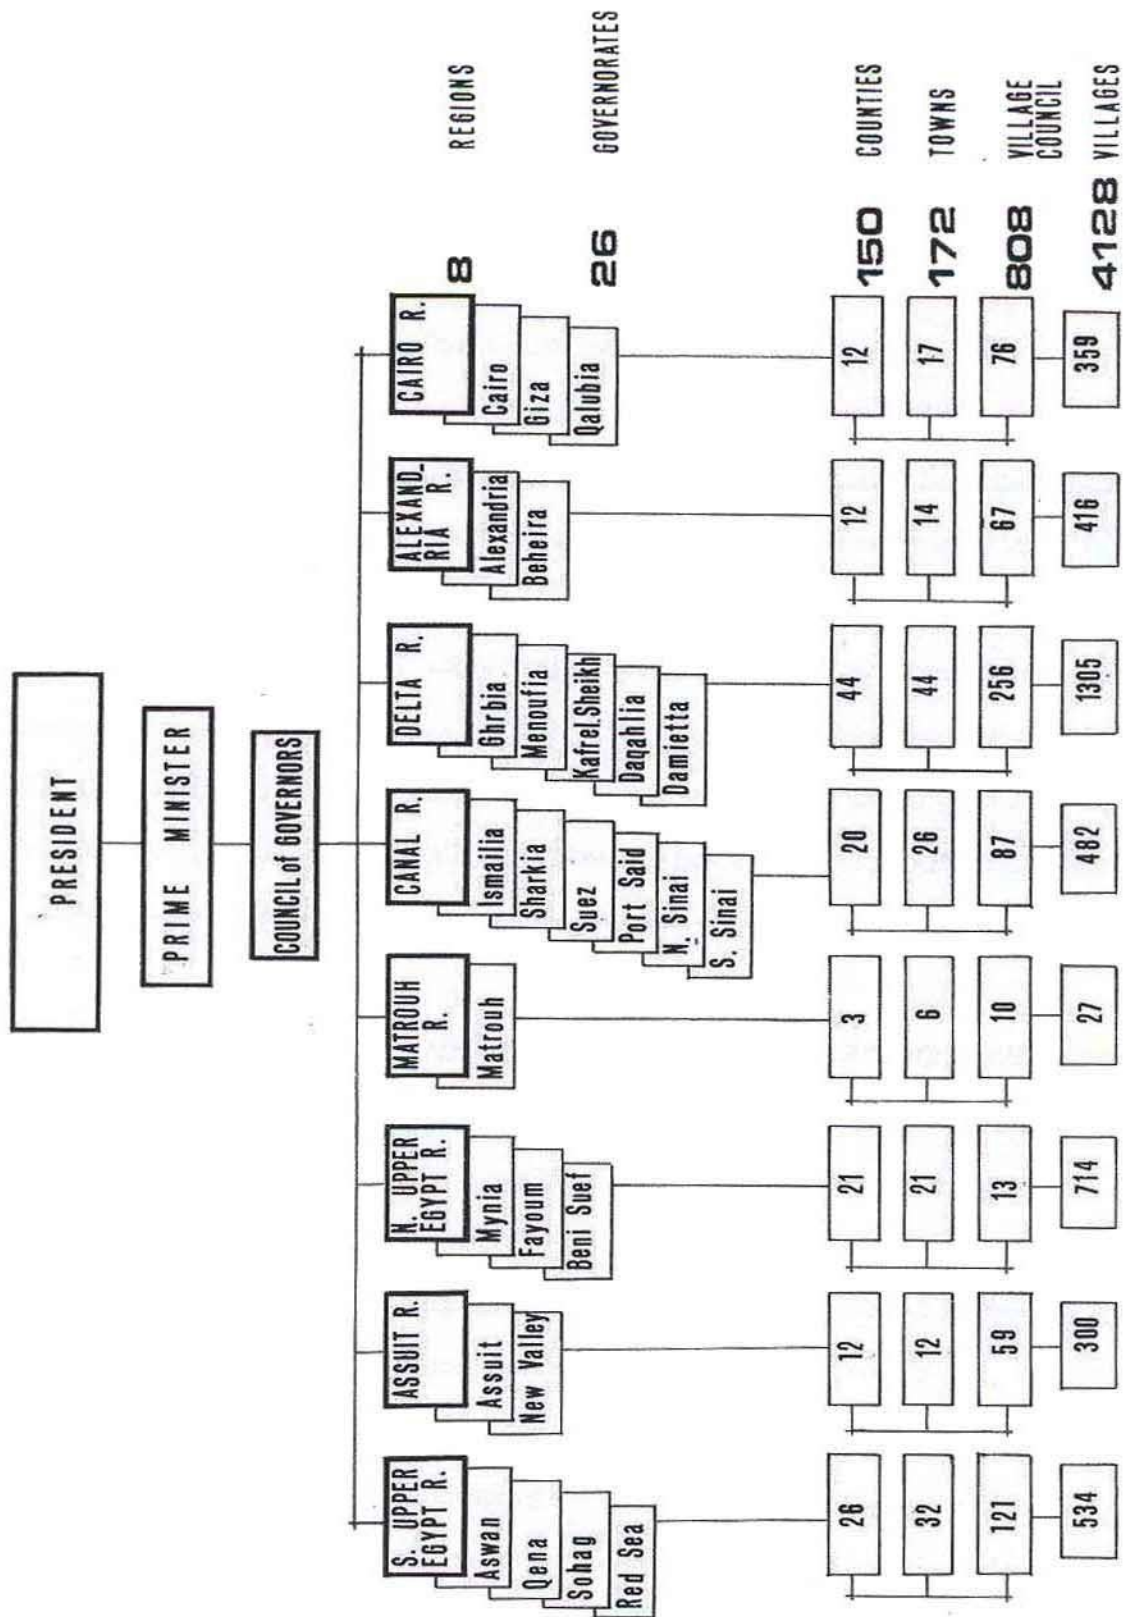 PRESIDENT
PRIME MINISTER
COUNCIL of GOVERNORS
S. UPPER
EGYPT R.
Aswan
Qena
Sohag
Red Sea
ASSUIT R.
Assuit
New Valley
N. UPPER
EGYPT R.
Mynia
Fayoum
Beni Suef
MATROUH
R.
Matrouh
CANAL R.
Ismailia
Sharkia
Suez
Port Said
N. Sinai
S. Sinai
DELTA R.
Ghrbia
Menoufia
Kafrel.Sheikh
Daqahlia
Damietta
ALEXAND_
RIA R.
Alexandria
Beheira
CAIRO R.
Cairo
Giza
Qalubia
8 REGIONS
26 GOVERNORATES
26 12 21 3 20 44 12 12 150 COUNTIES
32 12 21 6 26 44 14 17 172 TOWNS
121 59 13 10 87 256 67 76 808 VILLAGE
COUNCIL
534 300 714 27 482 1305 416 359 4128 VILLAGES